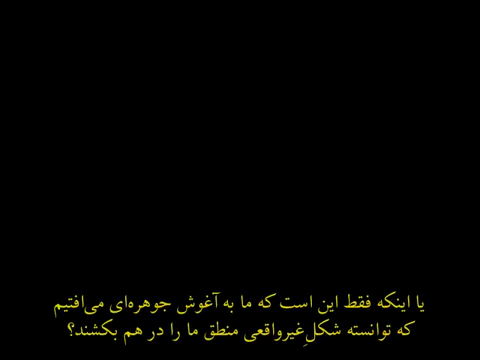 یا اینکه فقط این است که ما به آغوش جوهره‌ای می‌افتیم
که توانسته شکلِ غیرواقعی منطق ما را در هم بکشند؟